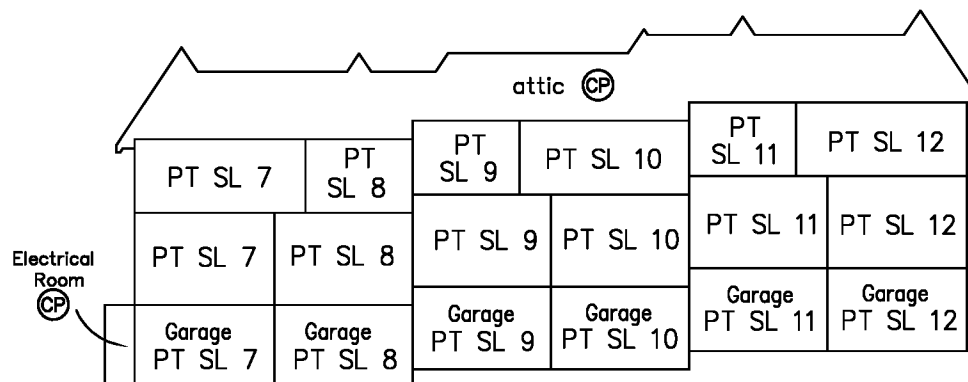 attic CP
PT SL 7
PT
SL 8
PT
SL 9
PT SL 10
PT
SL 11
PT SL 12
PT SL 7
PT SL 8
PT SL 9
PT SL 10
PT SL 11
PT SL 12
Electrical
Room
CP
Garage
PT SL 7
Garage
PT SL 8
Garage
PT SL 9
Garage
PT SL 10
Garage
PT SL 11
Garage
PT SL 12